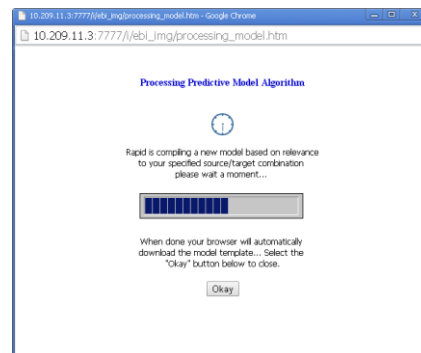 10.209.11.3:7777/i/ebi_img/processing_model.htm - Google Chrome
10.209.11.3:7777/i/ebi_img/processing_model.htm
Processing Predictive Model Algorithm
Rapid is compiling a new model based on relevance
to your specified source/target combination
please wait a moment...
When done your browser will automatically
download the model template... Select the
"Okay" button below to close.
Okay